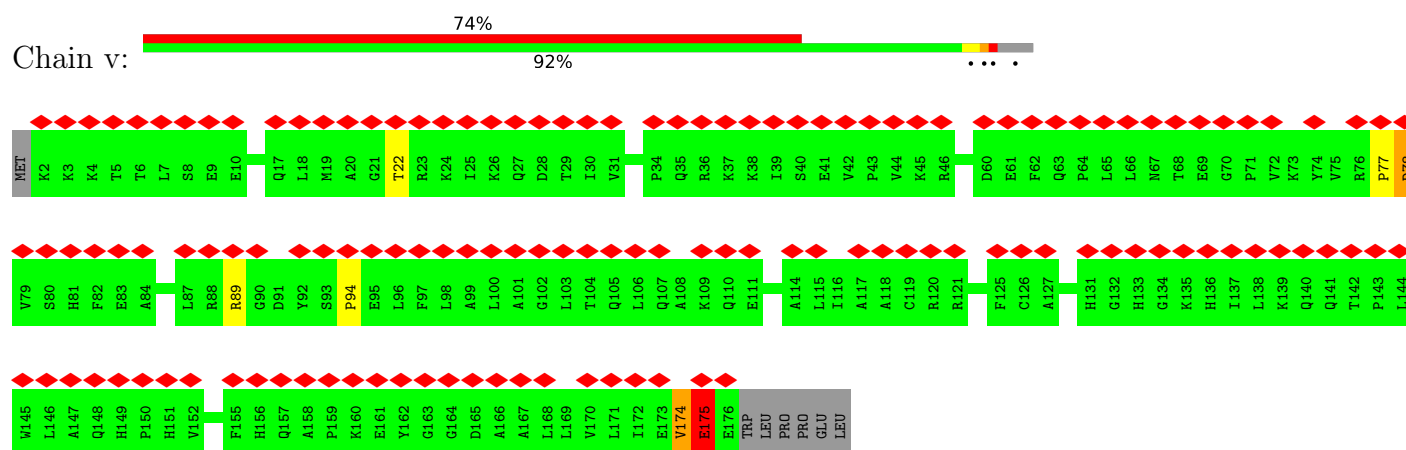 74%
Chain v:
92%
MET K2 K3 K4 T5 T6 L7 S8 E9 E10 Q17 L18 M19 A20 G21 T22 R23 K24 I25 K26 Q27 D28 T29 I30 V31 P34 Q35 R36 K37 K38 I39 S40 E41 V42 P43 V44 K45 R46 D60 E61 F62 Q63 P64 L65 L66 N67 T68 E69 G70 P71 V72 K73 Y74 V75 R76 P77
V79 S80 H81 F82 E83 A84 L87 R88 R89 G90 D91 Y92 S93 P94 E95 L96 F97 L98 A99 L100 A101 G102 L103 T104 Q105 L106 Q107 A108 K109 Q110 E111 A114 L115 I116 A117 A118 C119 R120 R121 F125 C126 A127 H131 G132 H133 G134 K135 H136 I137 L138 K139 Q140 Q141 T142 P143 L144
W145 L146 A147 Q148 H149 P150 H151 V152 F155 H156 Q157 A158 P159 K160 E161 Y162 G163 G164 D165 A166 A167 L168 L169 V170 L171 I172 E173 V174 E175 E176 TRP LEU PRO PRO GLU LEU